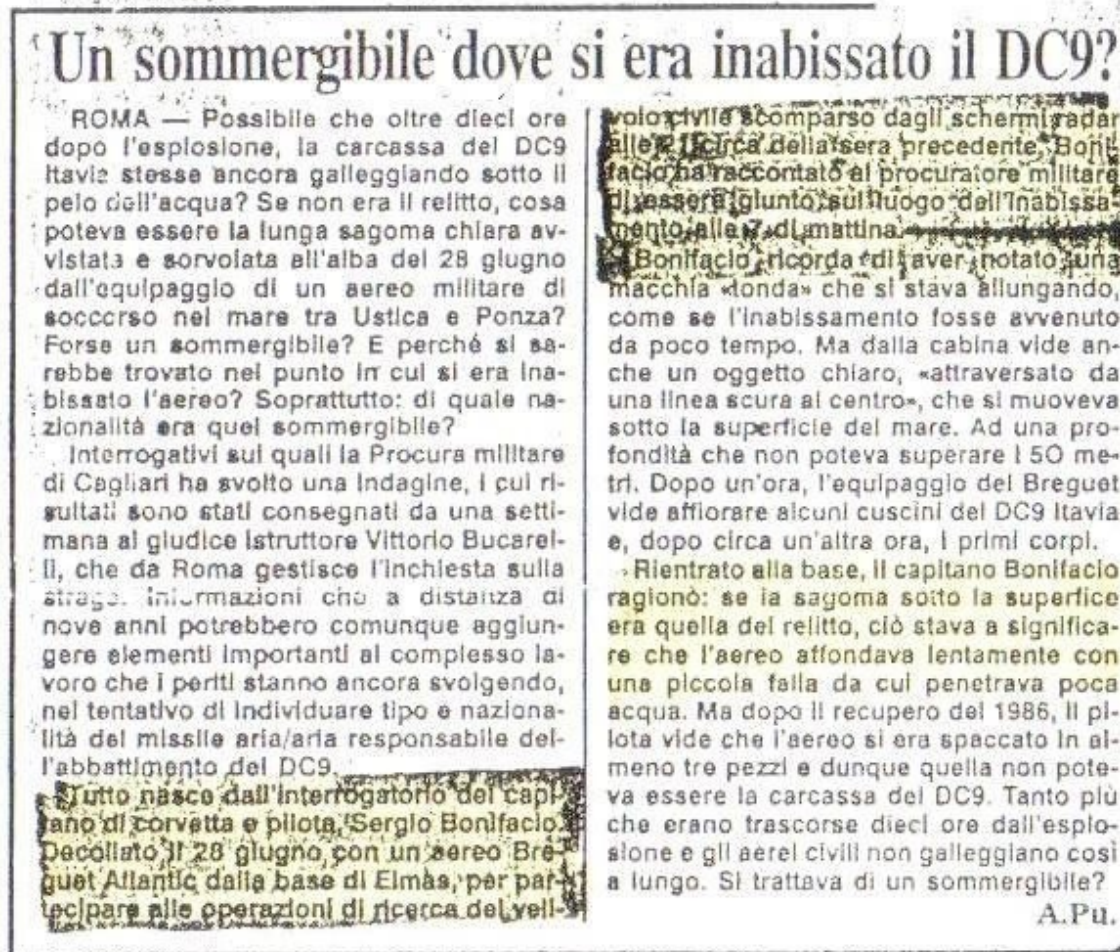 Un sommergibile dove si era inabissato il DC9?
ROMA — Possibile che oltre dieci ore
dopo l'esplosione, la carcassa del DC9
Itavia stesse ancora galleggiando sotto il
pelo dell'acqua? Se non era il relitto, cosa
poteva essere la lunga sagoma chiara av-
vistata e sorvolata all'alba del 28 giugno
dall'equipaggio di un aereo militare di
soccorso nel mare tra Ustica e Ponza?
Forse un sommergibile? E perché si sa-
rebbe trovato nel punto in cui si era ina-
bissato l'aereo? Soprattutto: di quale na-
zionalità era quel sommergibile?
Interrogativi sui quali la Procura militare
di Cagliari ha svolto una indagine, i cui ri-
sultati sono stati consegnati da una setti-
mana al giudice istruttore Vittorio Bucarel-
li, che da Roma gestisce l'inchiesta sulla
strage. Informazioni che a distanza di
nove anni potrebbero comunque aggiun-
gere elementi importanti al complesso la-
voro che i periti stanno ancora svolgendo,
nel tentativo di individuare tipo e naziona-
lità del missile aria/aria responsabile del-
l'abbattimento del DC9.
Tutto nasce dall'interrogatorio del capi-
tano di corvetta e pilota, Sergio Bonifacio.
Decollato il 28 giugno con un aereo Bre-
guet Atlantic dalla base di Elmas, per par-
tecipare alle operazioni di ricerca del veli-
volo civile scomparso dagli schermi radar
alle circa della sera precedente, Boni-
facio ha raccontato al procuratore militare
di essere giunto sul luogo dell'inabissa-
mento alle 7 di mattina.
Bonifacio ricorda di aver notato una
macchia «tonda» che si stava allungando,
come se l'inabissamento fosse avvenuto
da poco tempo. Ma dalla cabina vide an-
che un oggetto chiaro, «attraversato da
una linea scura al centro», che si muoveva
sotto la superficie del mare. Ad una pro-
fondità che non poteva superare i 50 me-
tri. Dopo un'ora, l'equipaggio del Breguet
vide affiorare alcuni cuscini del DC9 Itavia
e, dopo circa un'altra ora, i primi corpi.
Rientrato alla base, il capitano Bonifacio
ragionò: se la sagoma sotto la superfice
era quella del relitto, ciò stava a significa-
re che l'aereo affondava lentamente con
una piccola falla da cui penetrava poca
acqua. Ma dopo il recupero del 1986, il pi-
lota vide che l'aereo si era spaccato in al-
meno tre pezzi e dunque quella non pote-
va essere la carcassa del DC9. Tanto più
che erano trascorse dieci ore dall'esplo-
sione e gli aerei civili non galleggiano così
a lungo. Si trattava di un sommergibile?
A.Pu.